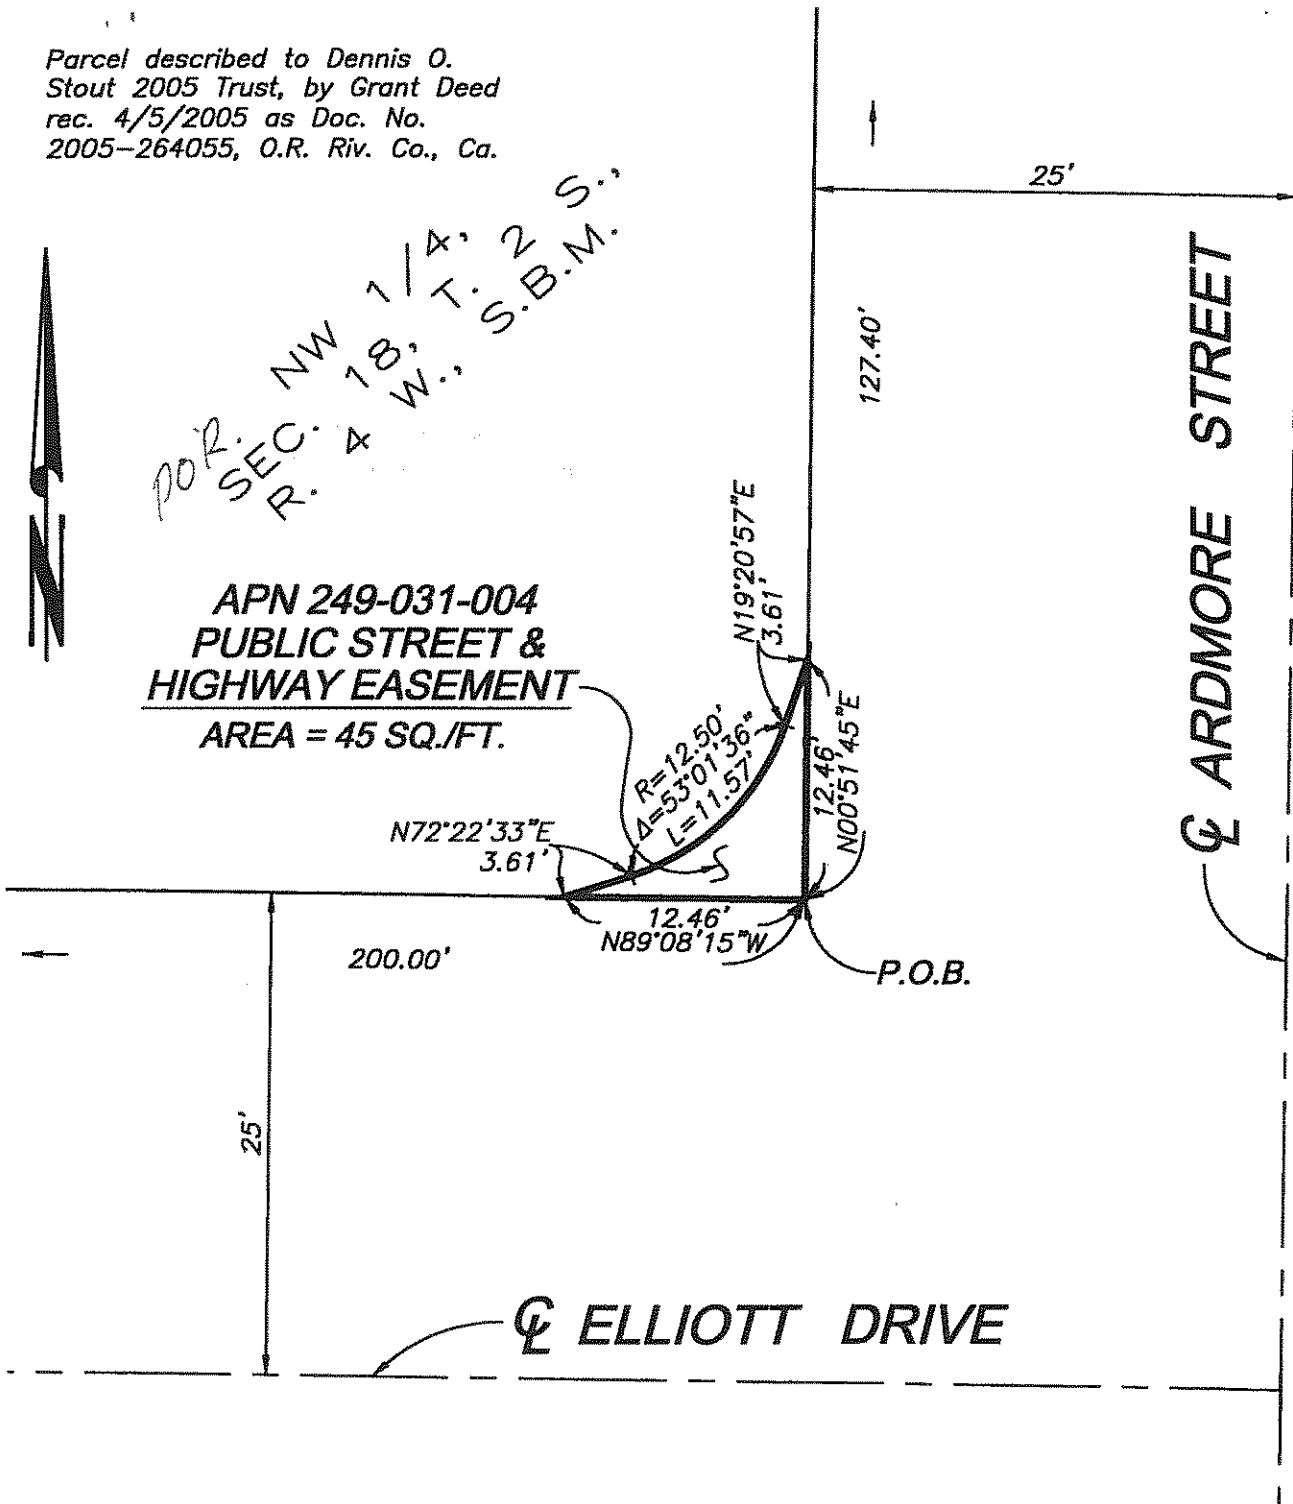 Parcel described to Dennis O.
Stout 2005 Trust, by Grant Deed
rec. 4/5/2005 as Doc. No.
2005-264055, O.R. Riv. Co., Ca.
25'
POR. NW 1/4,
SEC. 18, T. 2 S.,
R. 4 W., S.B.M.
127.40'
N
℄ ARDMORE STREET
N19°20'57"E
3.61'
APN 249-031-004
PUBLIC STREET &
HIGHWAY EASEMENT
AREA = 45 SQ./FT.
R=12.50'
Δ=53°01'36"
L=11.57'
12.46'
N00°51'45"E
N72°22'33"E
3.61'
12.46'
N89°08'15"W
200.00'
P.O.B.
25'
℄ ELLIOTT DRIVE